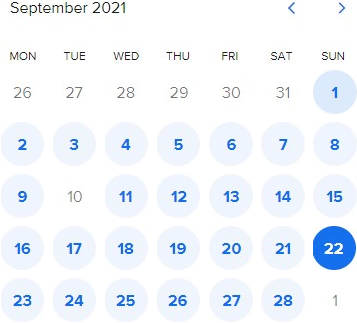 September 2021
MON TUE WED THU FRI SAT SUN
26 27 28 29 30 31 1
2 3 4 5 6 7 8
9 10 11 12 13 14 15
16 17 18 19 20 21 22
23 24 25 26 27 28 1